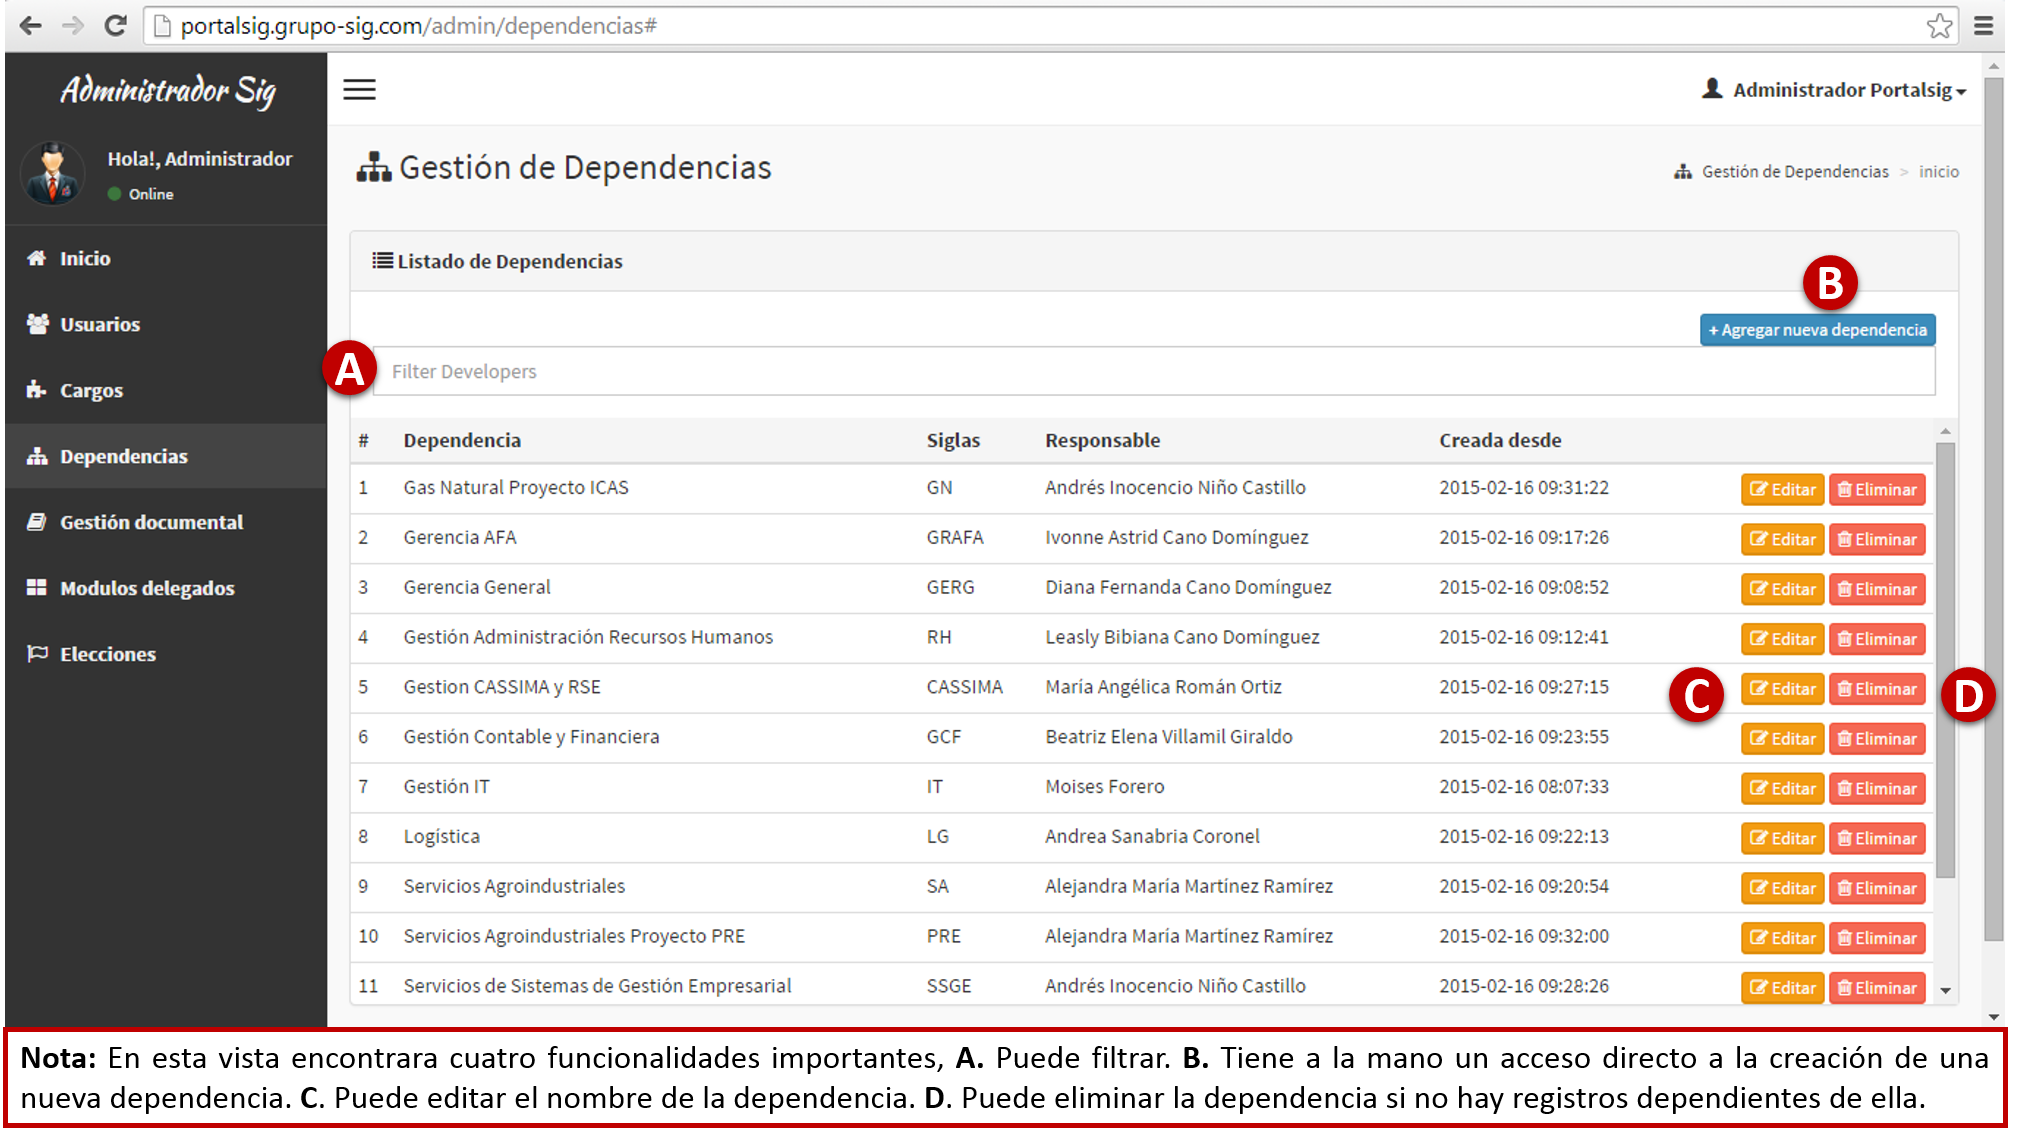 portalsig.grupo-sig.com/admin/dependencias#
Administrador Sig
Administrador Portalsig
Hola!, Administrador
Online
Gestión de Dependencias
Gestión de Dependencias > inicio
Inicio
Usuarios
Cargos
Dependencias
Gestión documental
Modulos delegados
Elecciones
Listado de Dependencias
B
+ Agregar nueva dependencia
A
Filter Developers
# Dependencia Siglas Responsable Creada desde
1 Gas Natural Proyecto ICAS GN Andrés Inocencio Niño Castillo 2015-02-16 09:31:22 Editar Eliminar
2 Gerencia AFA GRAFA Ivonne Astrid Cano Domínguez 2015-02-16 09:17:26 Editar Eliminar
3 Gerencia General GERG Diana Fernanda Cano Domínguez 2015-02-16 09:08:52 Editar Eliminar
4 Gestión Administración Recursos Humanos RH Leasly Bibiana Cano Domínguez 2015-02-16 09:12:41 Editar Eliminar
5 Gestion CASSIMA y RSE CASSIMA María Angélica Román Ortiz 2015-02-16 09:27:15 C Editar Eliminar D
6 Gestión Contable y Financiera GCF Beatriz Elena Villamil Giraldo 2015-02-16 09:23:55 Editar Eliminar
7 Gestión IT IT Moises Forero 2015-02-16 08:07:33 Editar Eliminar
8 Logística LG Andrea Sanabria Coronel 2015-02-16 09:22:13 Editar Eliminar
9 Servicios Agroindustriales SA Alejandra María Martínez Ramírez 2015-02-16 09:20:54 Editar Eliminar
10 Servicios Agroindustriales Proyecto PRE PRE Alejandra María Martínez Ramírez 2015-02-16 09:32:00 Editar Eliminar
11 Servicios de Sistemas de Gestión Empresarial SSGE Andrés Inocencio Niño Castillo 2015-02-16 09:28:26 Editar Eliminar
Nota: En esta vista encontrara cuatro funcionalidades importantes, A. Puede filtrar. B. Tiene a la mano un acceso directo a la creación de una
nueva dependencia. C. Puede editar el nombre de la dependencia. D. Puede eliminar la dependencia si no hay registros dependientes de ella.